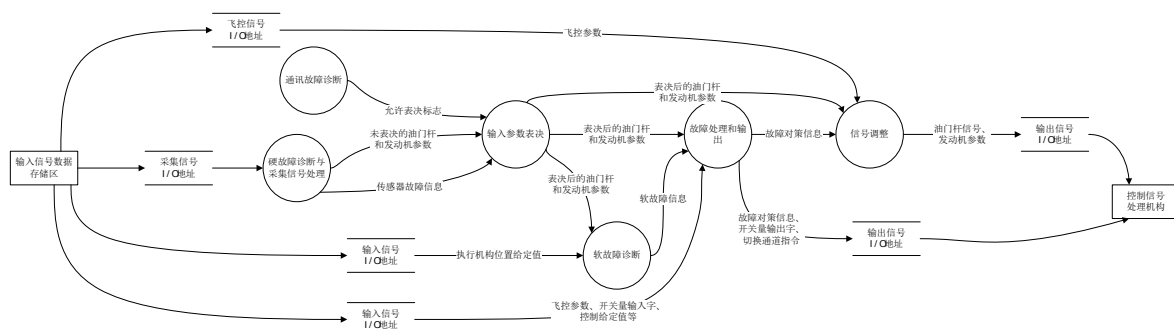 飞控信号
I/O地址
飞控参数
通讯故障诊断
允许表决标志
表决后的油门杆
和发动机参数
未表决的油门杆
和发动机参数
输入参数表决
表决后的油门杆
和发动机参数
故障处理和输
出
故障对策信息
信号调整
油门杆信号、
发动机参数
输出信号
I/O地址
输入信号数据
存储区
采集信号
I/O地址
硬故障诊断与
采集信号处理
传感器故障信息
表决后的油门杆
和发动机参数
软故障信息
控制信号
处理机构
故障对策信息、
开关量输出字、
切换通道指令
输出信号
I/O地址
输入信号
I/O地址
执行机构位置给定值
软故障诊断
输入信号
I/O地址
飞控参数、开关量输入字、
控制给定值等